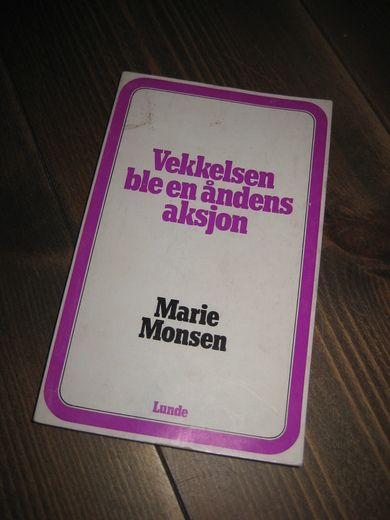 Vekkelsen
ble en åndens
aksjon
Marie
Monsen
Lunde